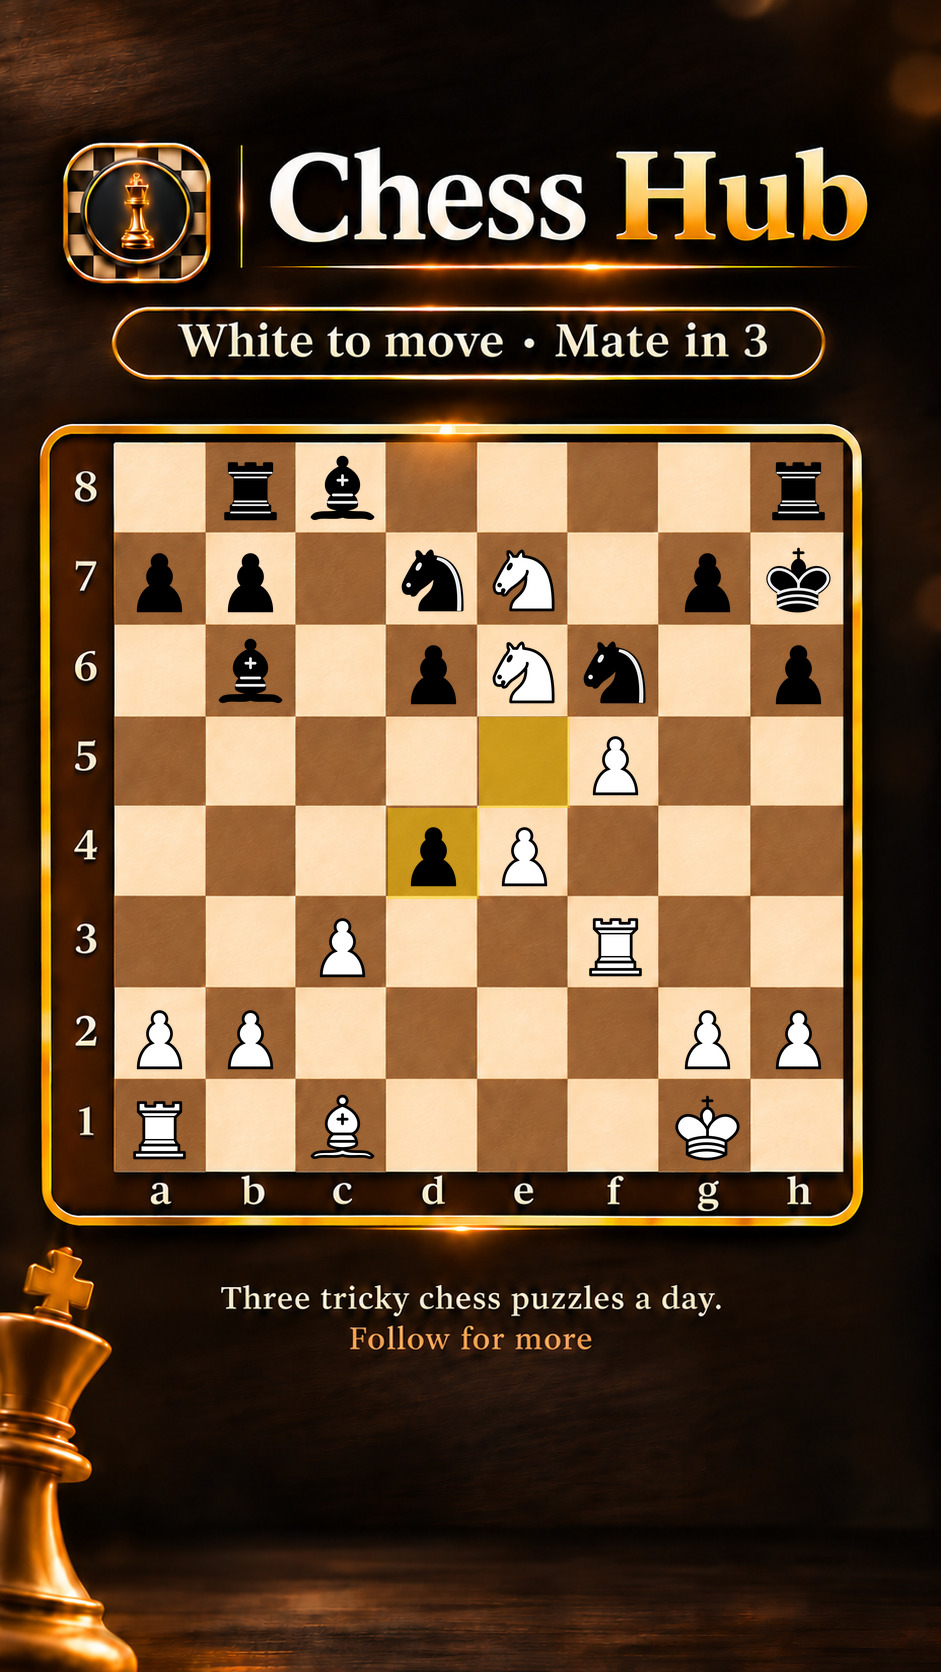 Chess Hub
White to move • Mate in 3
8
7
6
5
4
3
2
1
a b c d e f g h
Three tricky chess puzzles a day.
Follow for more